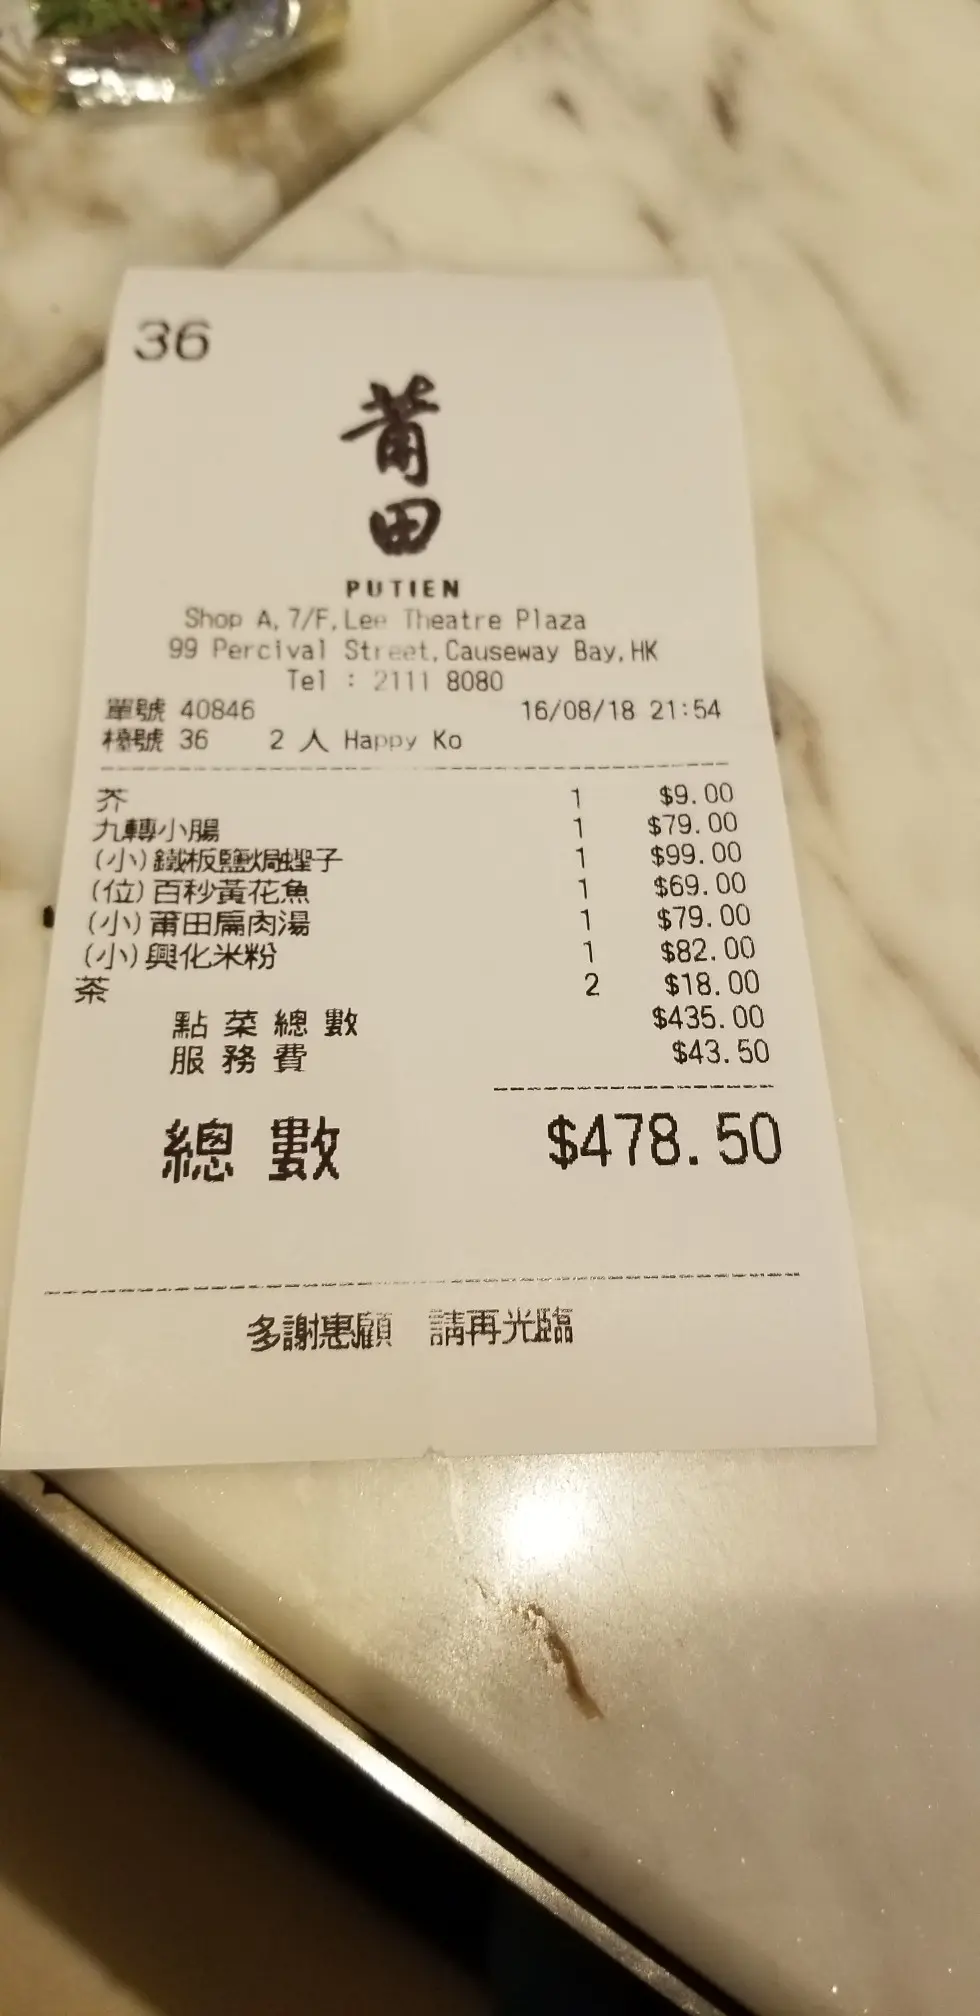 36
莆
田
PUTIEN
Shop A, 7/F, Lee Theatre Plaza
99 Percival Street, Causeway Bay, HK
Tel : 2111 8080
單號 40846 16/08/18 21:54
檯號 36 2 人 Happy Ko
芥 1 $9.00
九轉小腸 1 $79.00
(小)鐵板鹽焗蟶子 1 $99.00
(位)百秒黃花魚 1 $69.00
(小)莆田扁肉湯 1 $79.00
(小)興化米粉 1 $82.00
茶 2 $18.00
點菜總數 $435.00
服務費 $43.50
總數 $478.50
多謝惠顧 請再光臨